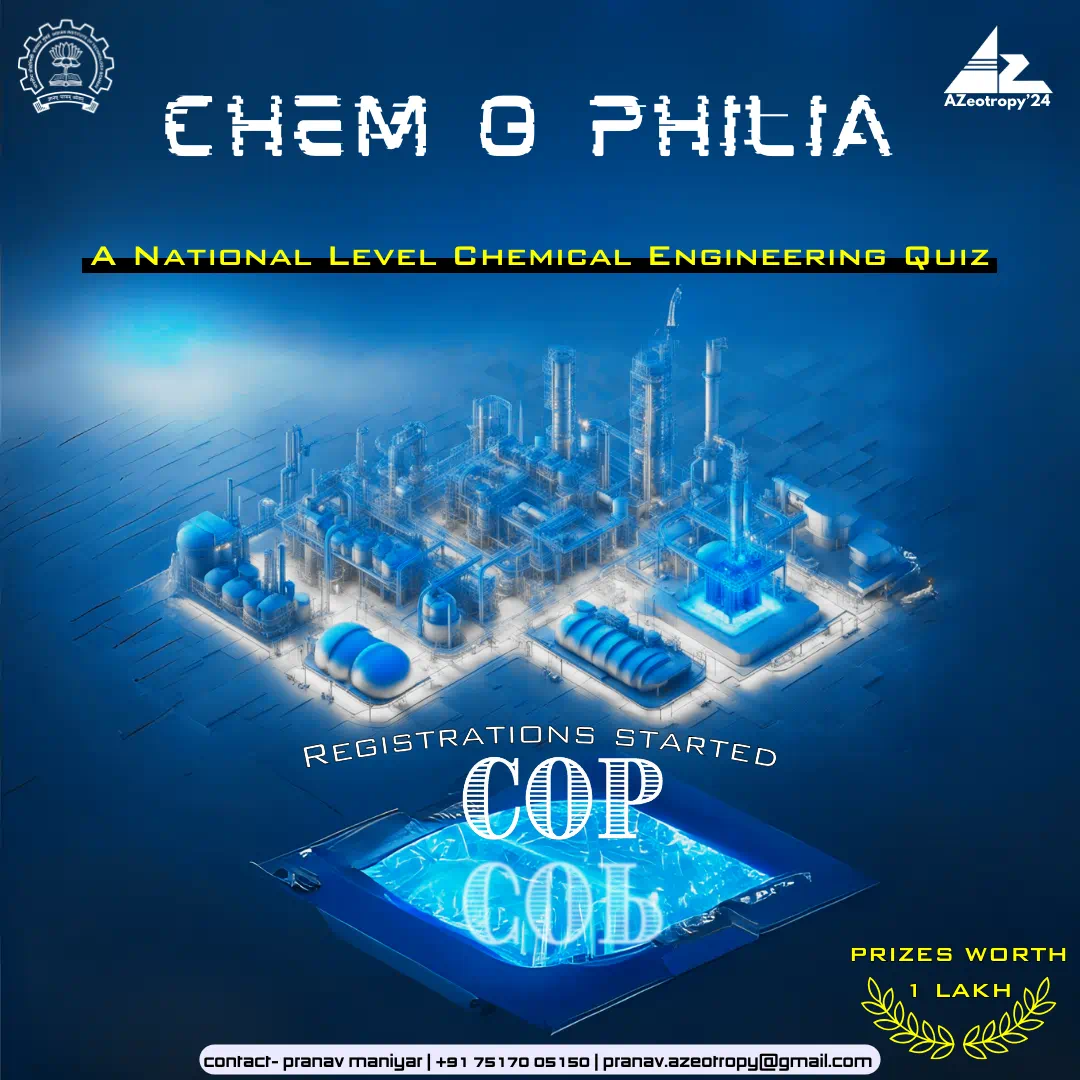 AZeotropy'24
CHEM O PHILIA
A National Level Chemical Engineering Quiz
Registrations started
COP
PRIZES WORTH
1 LAKH
contact- pranav maniyar | +91 75170 05150 | pranav.azeotropy@gmail.com